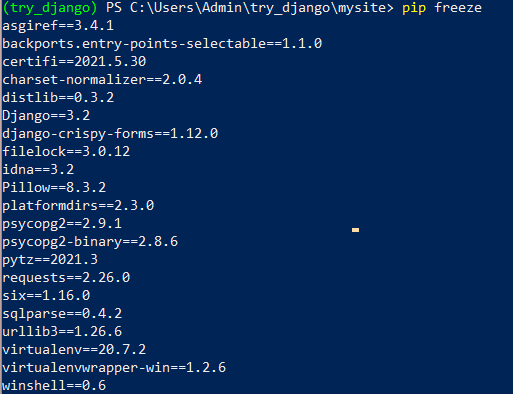 (try_django) PS C:\Users\Admin\try_django\mysite> pip freeze
asgiref==3.4.1
backports.entry-points-selectable==1.1.0
certifi==2021.5.30
charset-normalizer==2.0.4
distlib==0.3.2
Django==3.2
django-crispy-forms==1.12.0
filelock==3.0.12
idna==3.2
Pillow==8.3.2
platformdirs==2.3.0
psycopg2==2.9.1
psycopg2-binary==2.8.6
pytz==2021.3
requests==2.26.0
six==1.16.0
sqlparse==0.4.2
urllib3==1.26.6
virtualenv==20.7.2
virtualenvwrapper-win==1.2.6
winshell==0.6